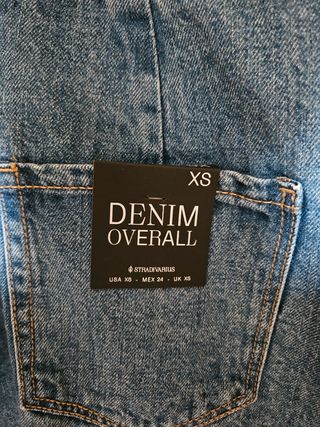 XS
DENIM
OVERALL
STRADIVARIUS
USA XS - MEX 24 - UK XS